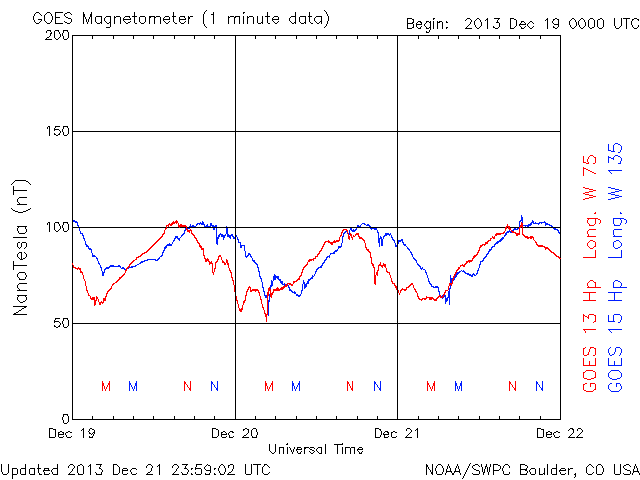 GOES Magnetometer (1 minute data)
Begin: 2013 Dec 19 0000 UTC
200
150
100
50
0
NanoTesla (nT)
M M N N M M N N M M N N
Dec 19 Dec 20 Dec 21 Dec 22
Universal Time
GOES 13 Hp Long. W 75
GOES 15 Hp Long. W 135
Updated 2013 Dec 21 23:59:02 UTC
NOAA/SWPC Boulder, CO USA